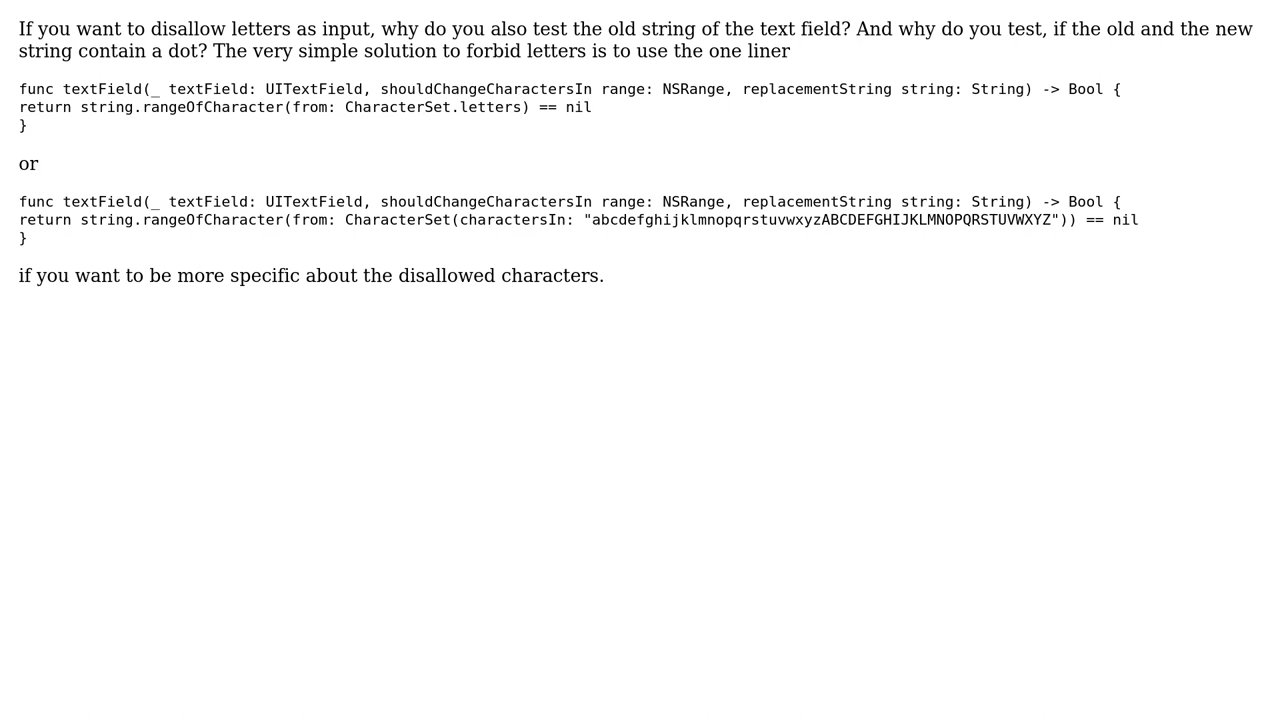 If you want to disallow letters as input, why do you also test the old string of the text field? And why do you test, if the old and the new
string contain a dot? The very simple solution to forbid letters is to use the one liner
func textField(_ textField: UITextField, shouldChangeCharactersIn range: NSRange, replacementString string: String) -> Bool {
return string.rangeOfCharacter(from: CharacterSet.letters) == nil
}
or
func textField(_ textField: UITextField, shouldChangeCharactersIn range: NSRange, replacementString string: String) -> Bool {
return string.rangeOfCharacter(from: CharacterSet(charactersIn: "abcdefghijklmnopqrstuvwxyzABCDEFGHIJKLMNOPQRSTUVWXYZ")) == nil
}
if you want to be more specific about the disallowed characters.